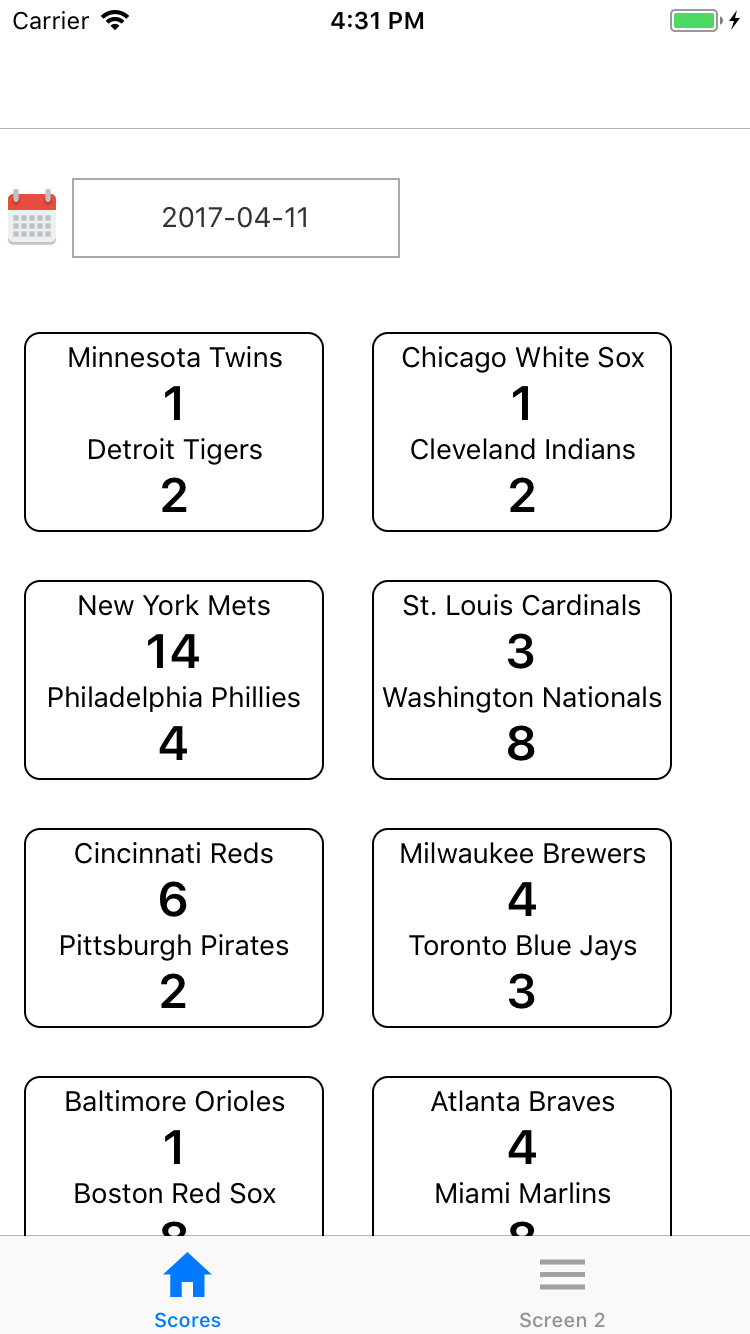 Carrier 4:31 PM
2017-04-11
Minnesota Twins
1
Detroit Tigers
2
Chicago White Sox
1
Cleveland Indians
2
New York Mets
14
Philadelphia Phillies
4
St. Louis Cardinals
3
Washington Nationals
8
Cincinnati Reds
6
Pittsburgh Pirates
2
Milwaukee Brewers
4
Toronto Blue Jays
3
Baltimore Orioles
1
Boston Red Sox
Atlanta Braves
4
Miami Marlins
Scores
Screen 2